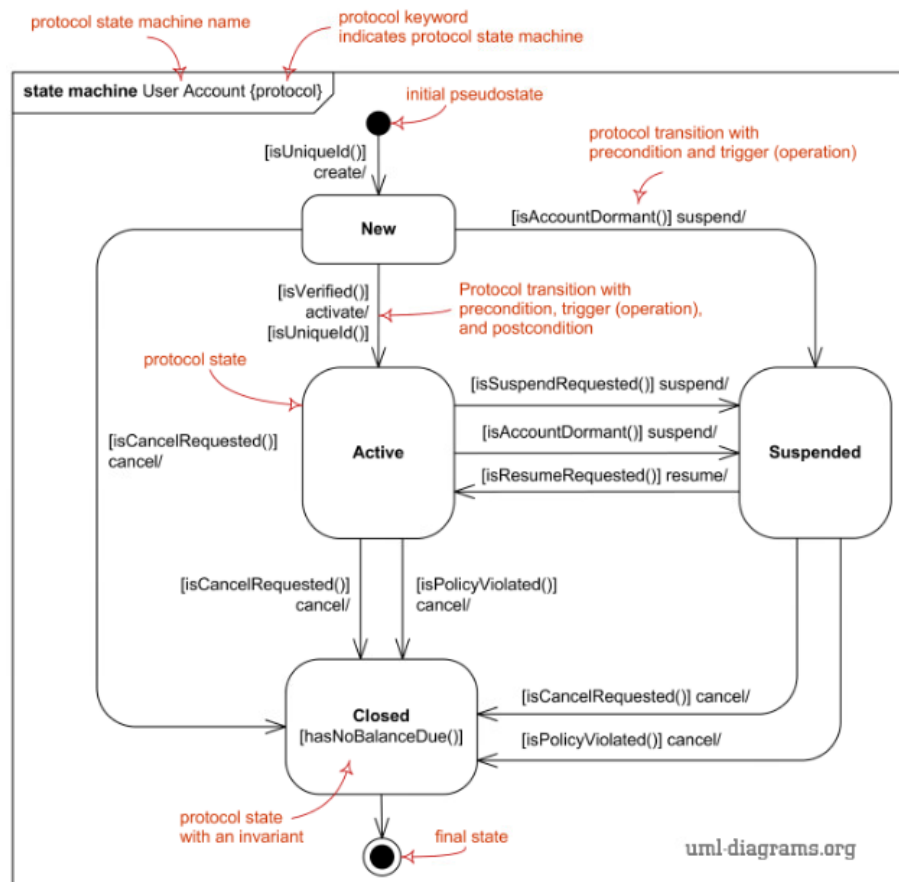 protocol state machine name
protocol keyword
indicates protocol state machine
state machine User Account {protocol}
initial pseudostate
protocol transition with
precondition and trigger (operation)
[isUniqueId()]
create/
New
[isAccountDormant()] suspend/
[isVerified()]
activate/
[isUniqueId()]
Protocol transition with
precondition, trigger (operation),
and postcondition
protocol state
[isSuspendRequested()] suspend/
[isCancelRequested()]
cancel/
Active
[isAccountDormant()] suspend/
Suspended
[isResumeRequested()] resume/
[isCancelRequested()]
cancel/
[isPolicyViolated()]
cancel/
Closed
[hasNoBalanceDue()]
[isCancelRequested()] cancel/
[isPolicyViolated()] cancel/
protocol state
with an invariant
final state
uml-diagrams.org